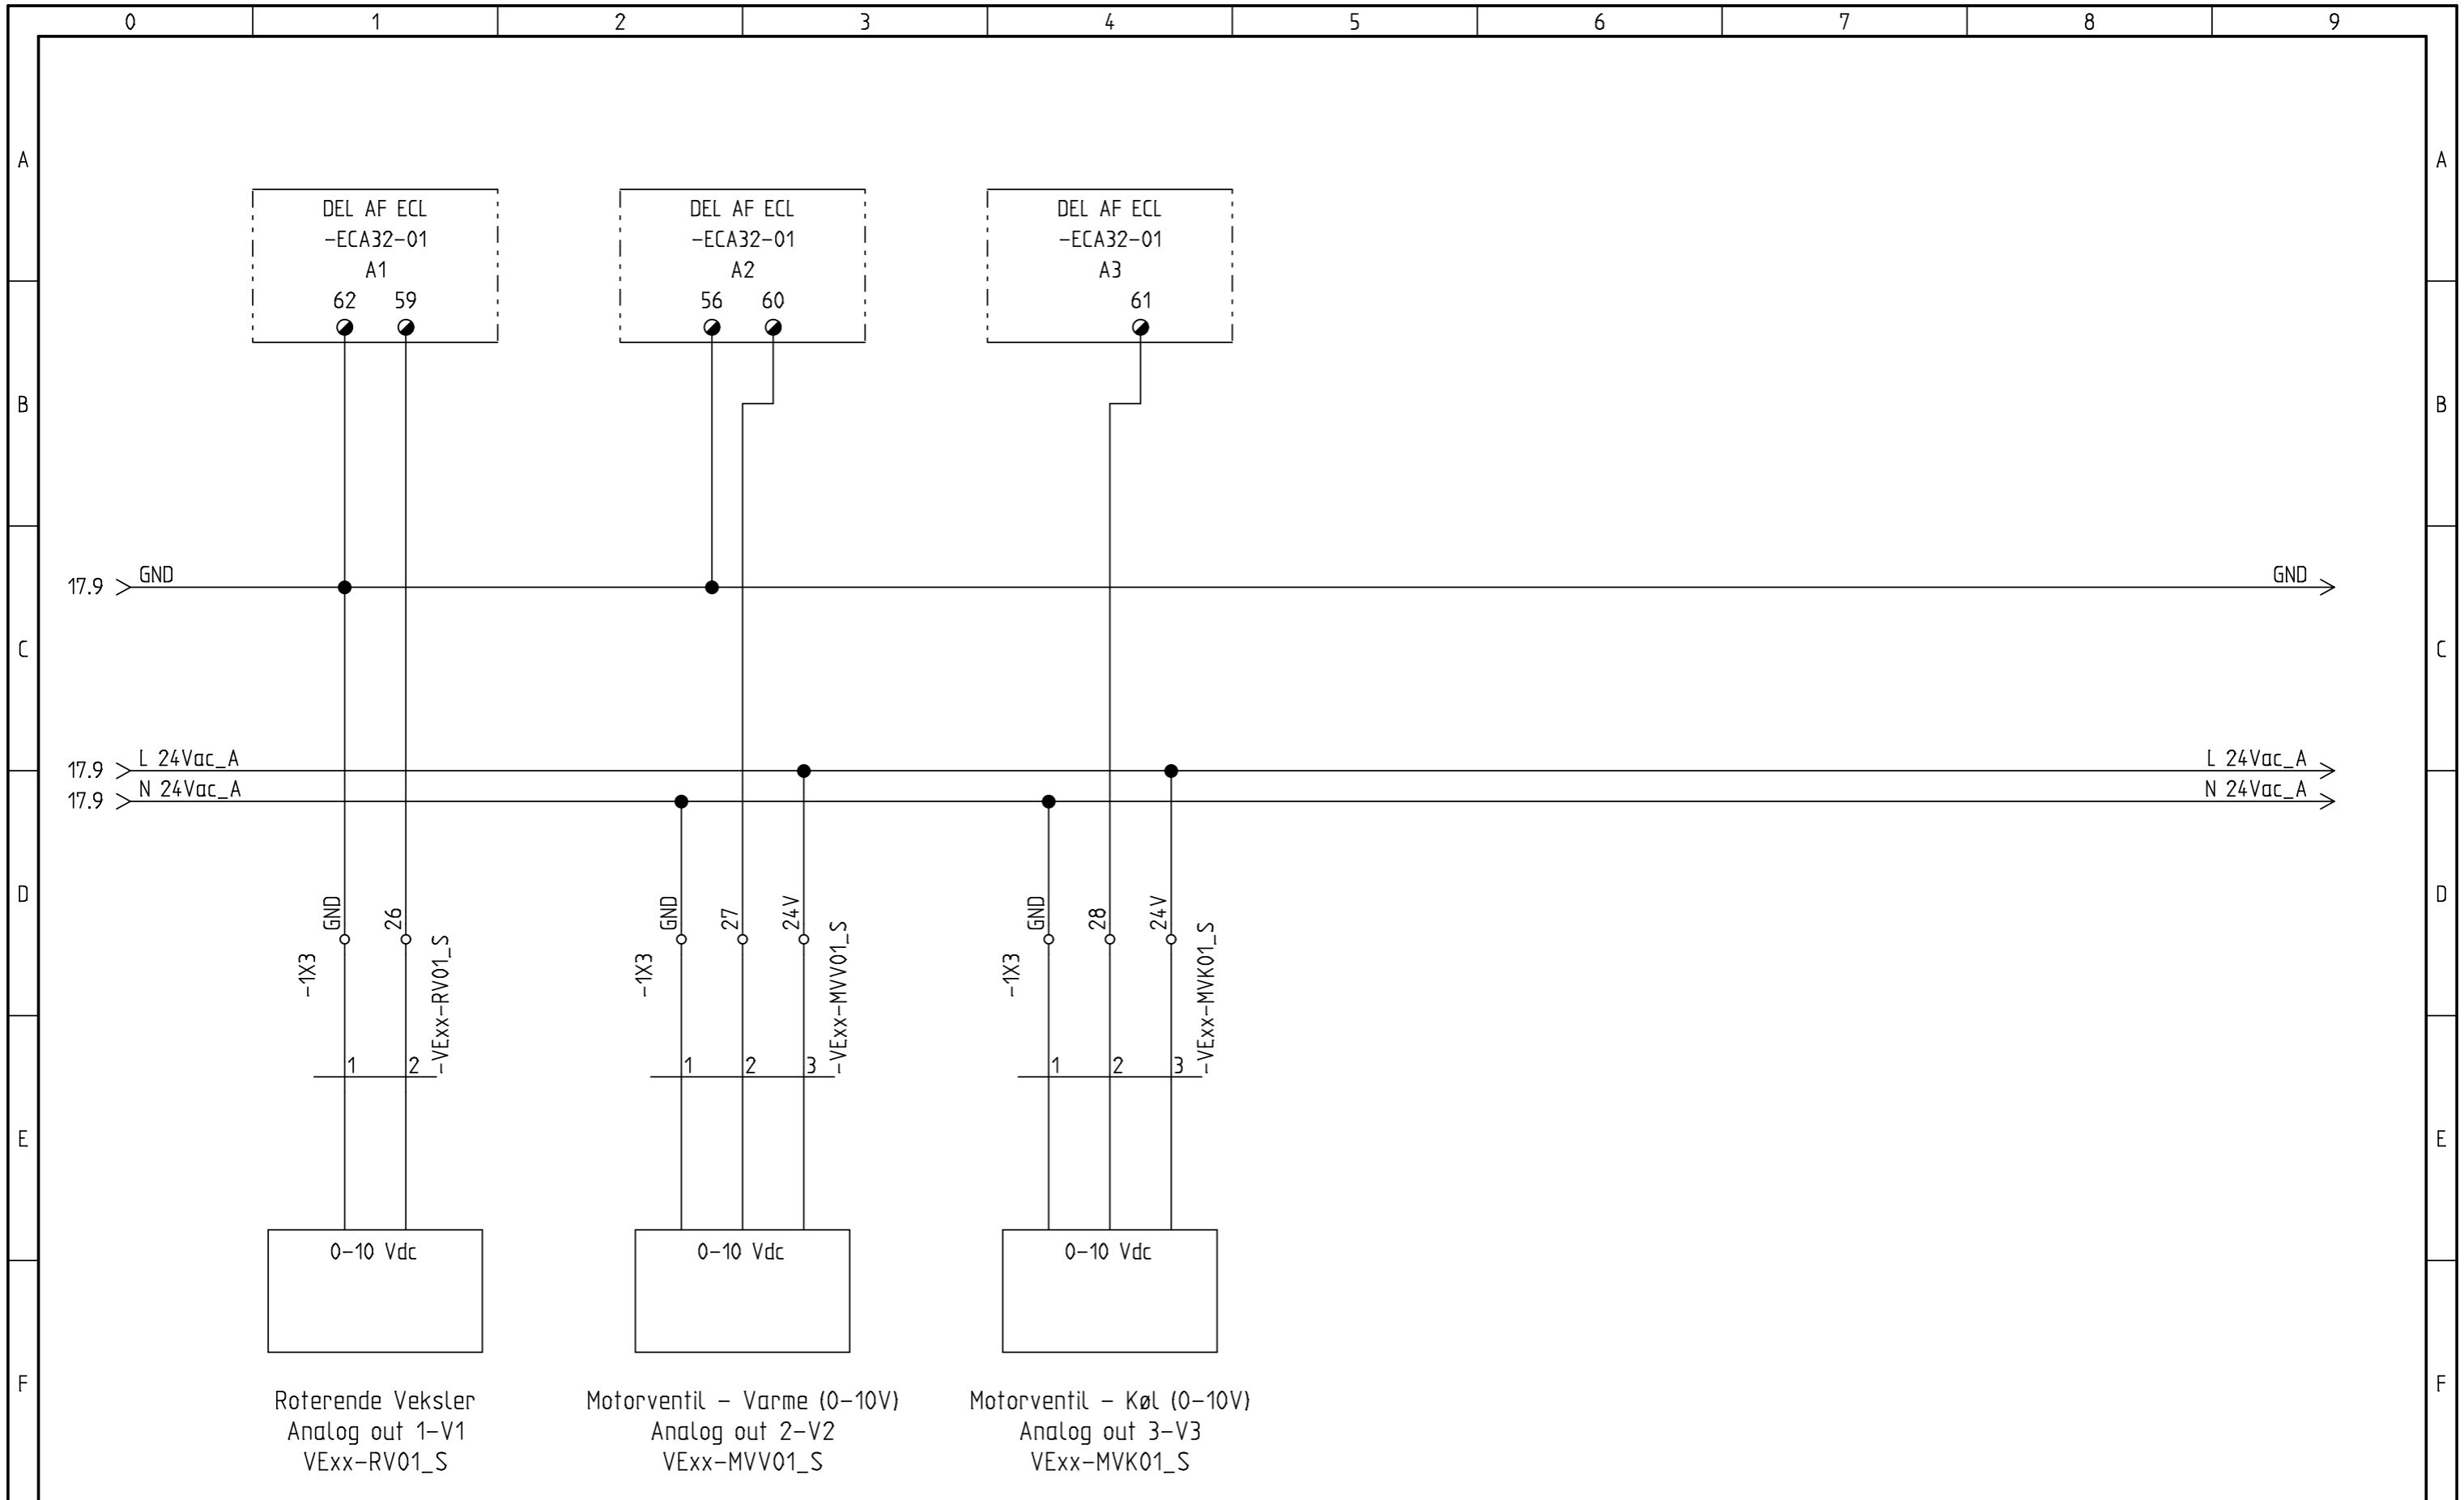 0 1 2 3 4 5 6 7 8 9
A A
DEL AF ECL DEL AF ECL DEL AF ECL
-ECA32-01 -ECA32-01 -ECA32-01
A1 A2 A3
62 59 56 60 61
B B
17.9 GND GND
C C
17.9 L 24Vac_A L 24Vac_A
17.9 N 24Vac_A N 24Vac_A
D D
GND 26 GND 27 24V GND 28 24V
-1X3 -VExx-RV01_S -1X3 -VExx-MVV01_S -1X3 -VExx-MVK01_S
1 2 1 2 3 1 2 3
E E
0-10 Vdc 0-10 Vdc 0-10 Vdc
F F
Roterende Veksler Motorventil - Varme (0-10V) Motorventil - Køl (0-10V)
Analog out 1-V1 Analog out 2-V2 Analog out 3-V3
VExx-RV01_S VExx-MVV01_S VExx-MVK01_S